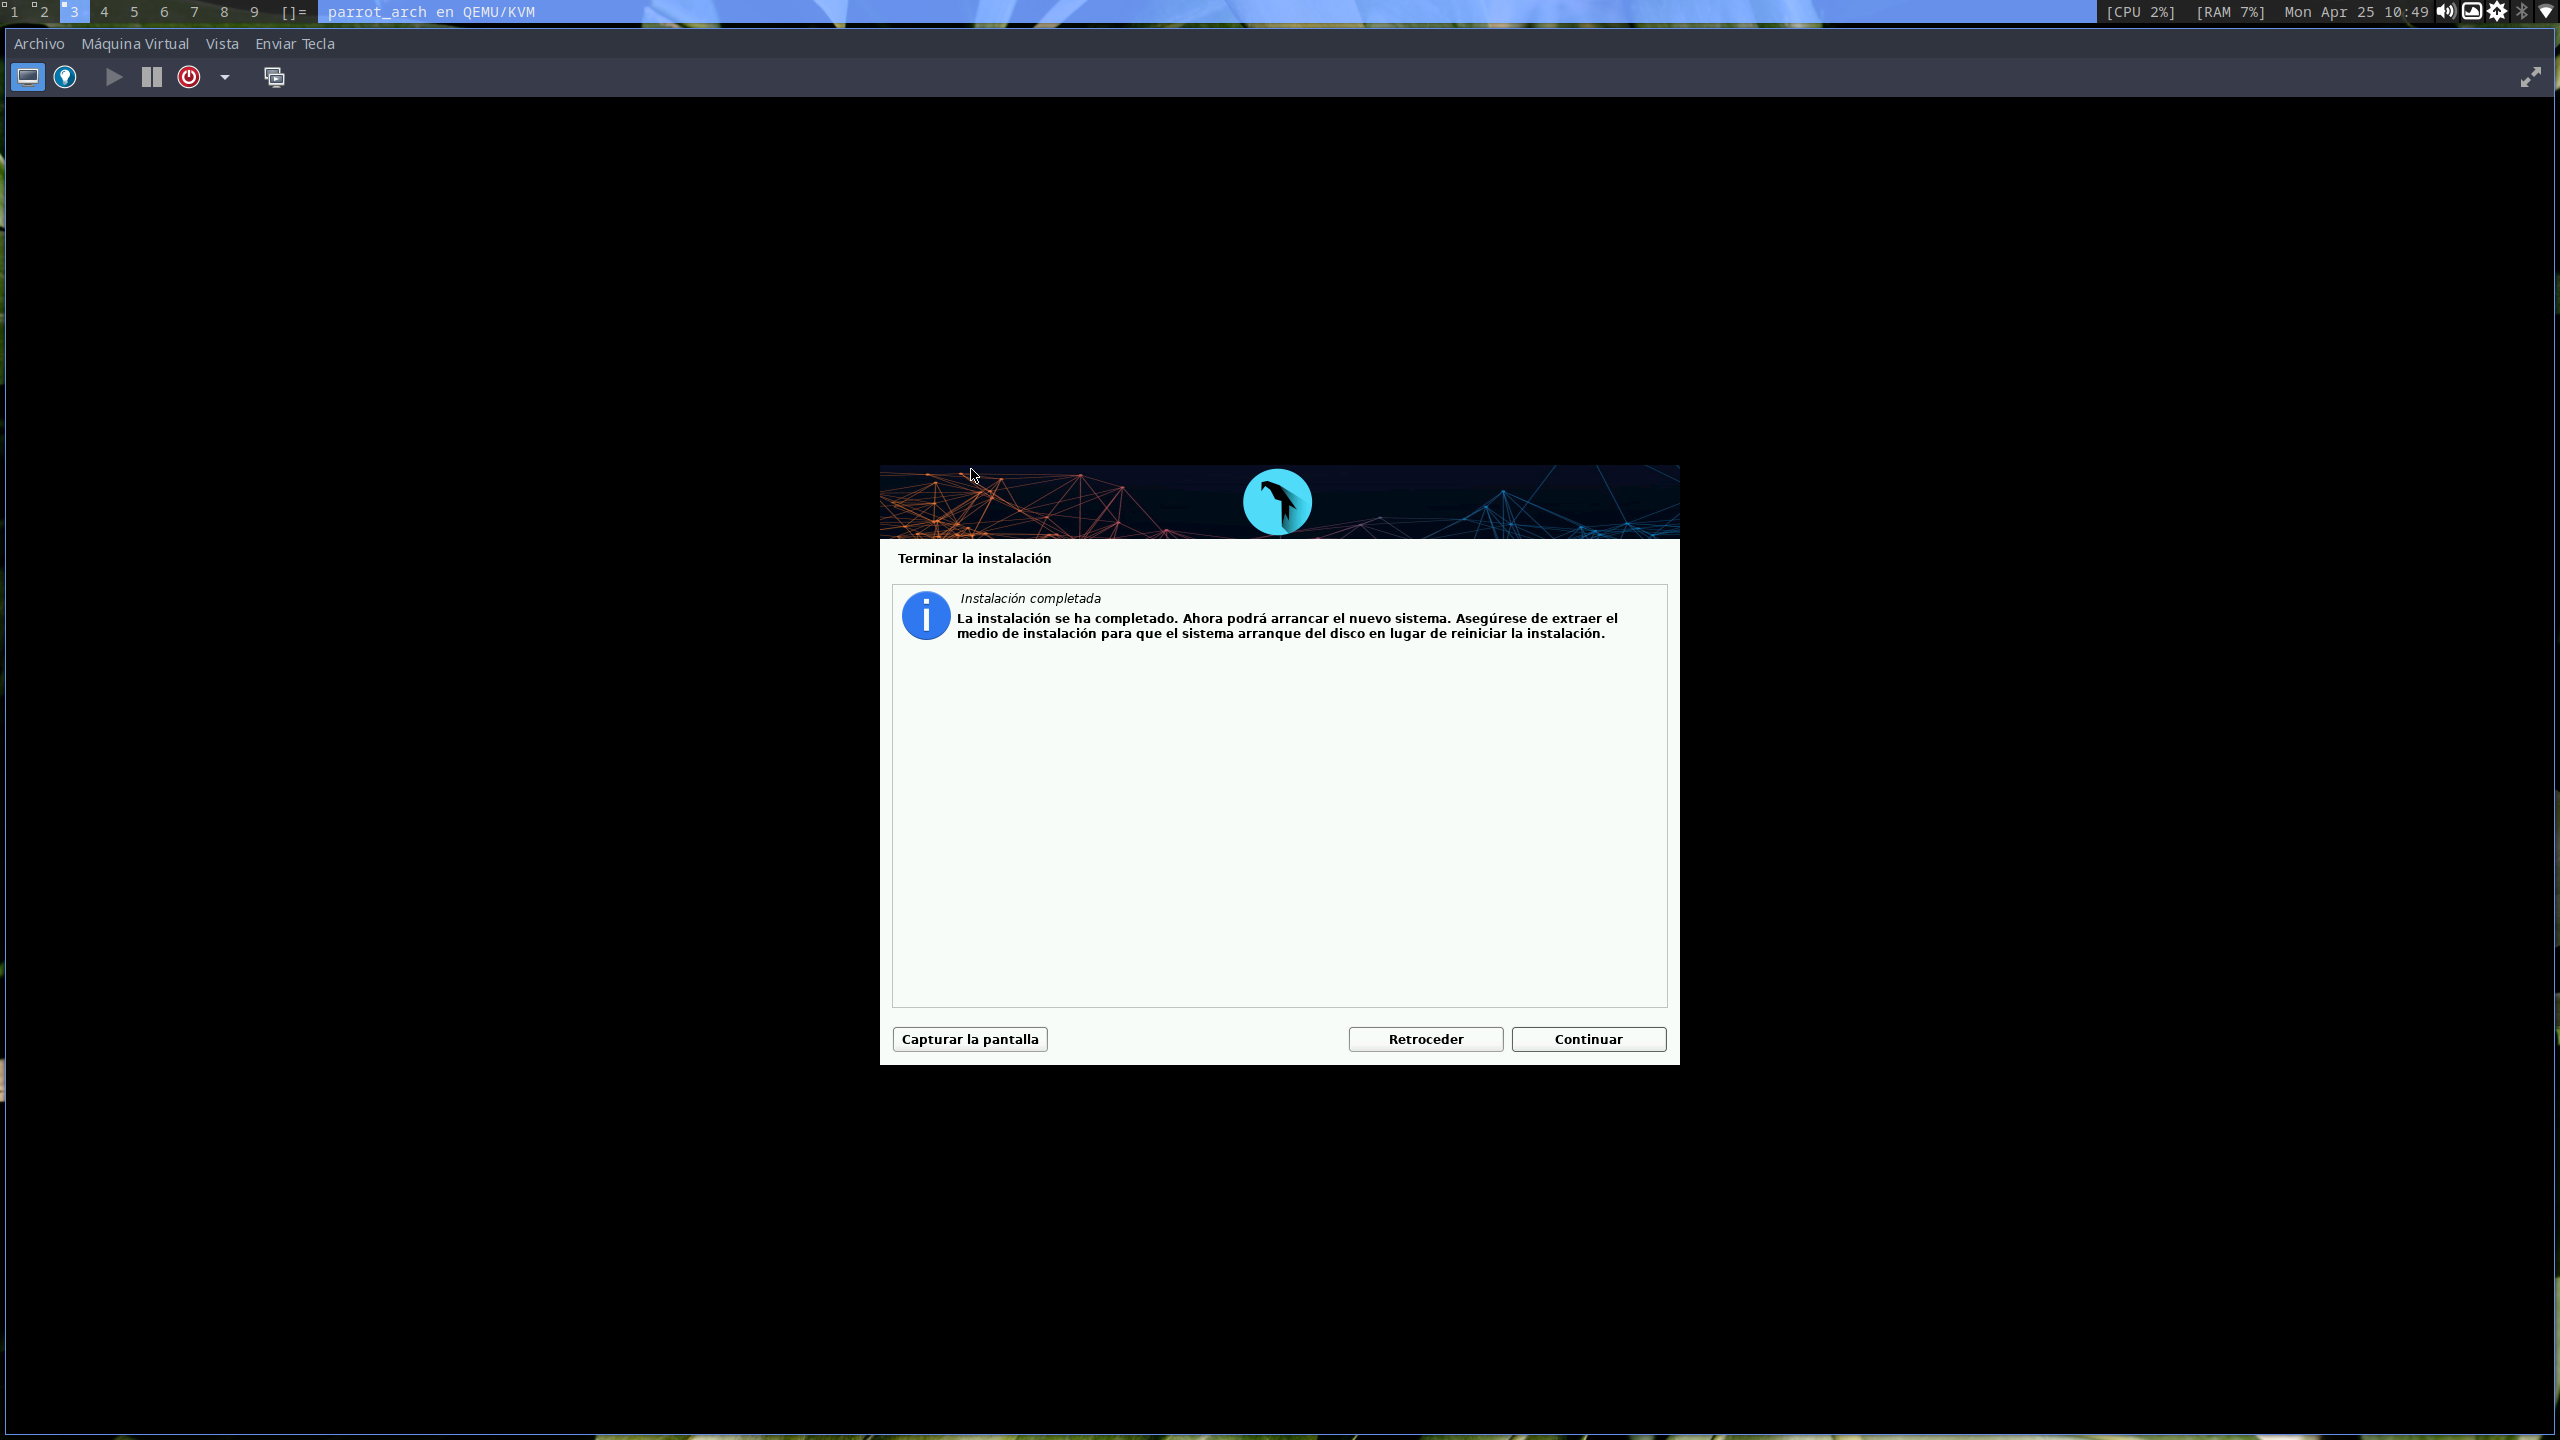 1 2 3 4 5 6 7 8 9 []= parrot_arch en QEMU/KVM [CPU 2%] [RAM 7%] Mon Apr 25 10:49
Archivo Máquina Virtual Vista Enviar Tecla
Terminar la instalación
Instalación completada
La instalación se ha completado. Ahora podrá arrancar el nuevo sistema. Asegúrese de extraer el
medio de instalación para que el sistema arranque del disco en lugar de reiniciar la instalación.
Capturar la pantalla Retroceder Continuar